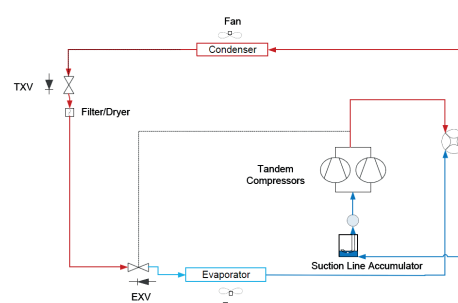 Fan
Condenser
TXV
Filter/Dryer
Tandem
Compressors
Suction Line Accumulator
Evaporator
EXV